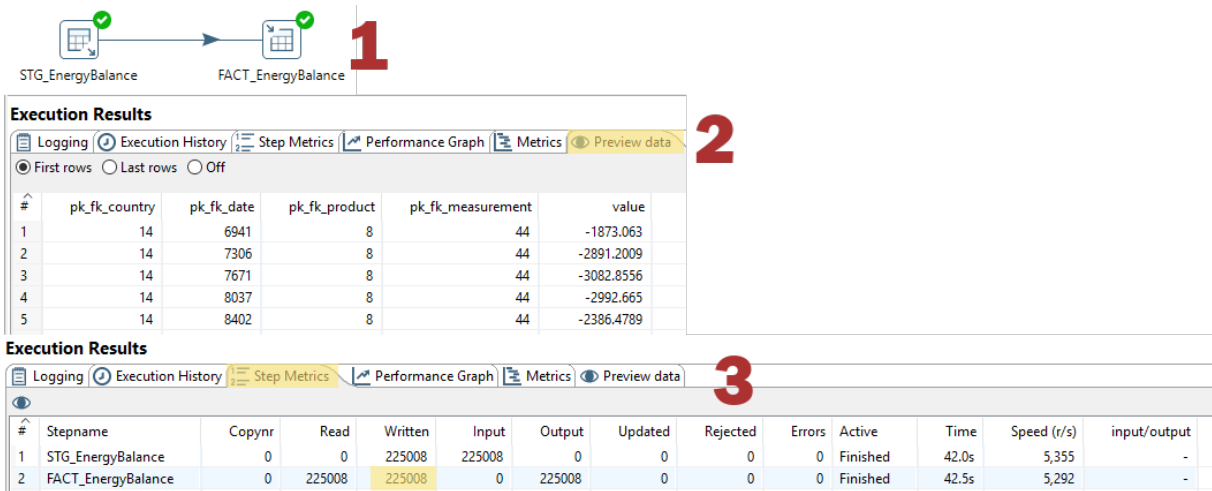 1
STG_EnergyBalance FACT_EnergyBalance
Execution Results
Logging Execution History Step Metrics Performance Graph Metrics Preview data
2
First rows Last rows Off
# pk_fk_country pk_fk_date pk_fk_product pk_fk_measurement value
1 14 6941 8 44 -1873.063
2 14 7306 8 44 -2891.2009
3 14 7671 8 44 -3082.8556
4 14 8037 8 44 -2992.665
5 14 8402 8 44 -2386.4789
Execution Results
Logging Execution History Step Metrics Performance Graph Metrics Preview data
3
# Stepname Copynr Read Written Input Output Updated Rejected Errors Active Time Speed (r/s) input/output
1 STG_EnergyBalance 0 0 225008 225008 0 0 0 0 Finished 42.0s 5,355 -
2 FACT_EnergyBalance 0 225008 225008 0 225008 0 0 0 Finished 42.5s 5,292 -